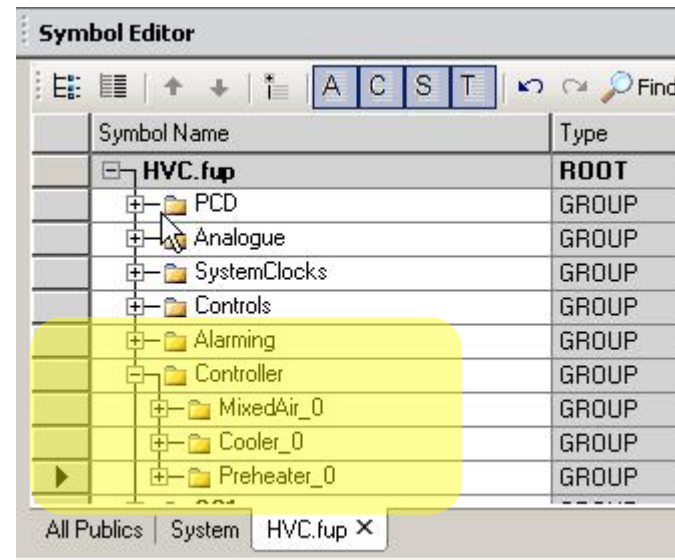 Symbol Editor
A C S T Find
Symbol Name Type
HVC.fup ROOT
PCD GROUP
Analogue GROUP
SystemClocks GROUP
Controls GROUP
Alarming GROUP
Controller GROUP
MixedAir_0 GROUP
Cooler_0 GROUP
Preheater_0 GROUP
All Publics System HVC.fup